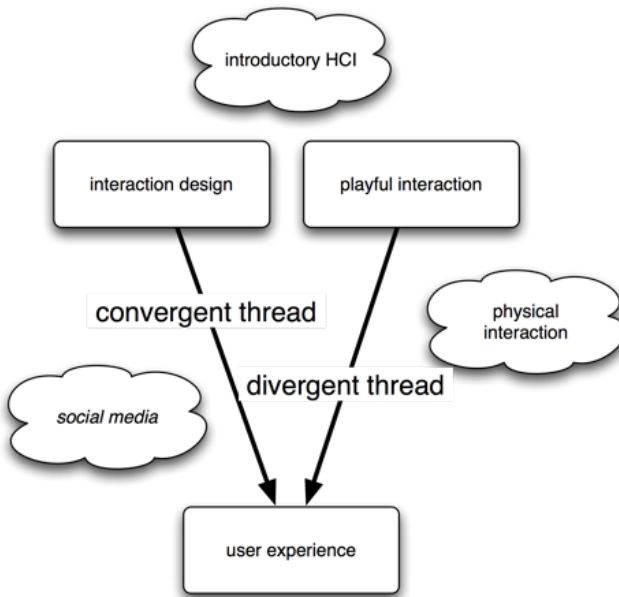 introductory HCI
interaction design
playful interaction
convergent thread
physical
interaction
divergent thread
social media
user experience